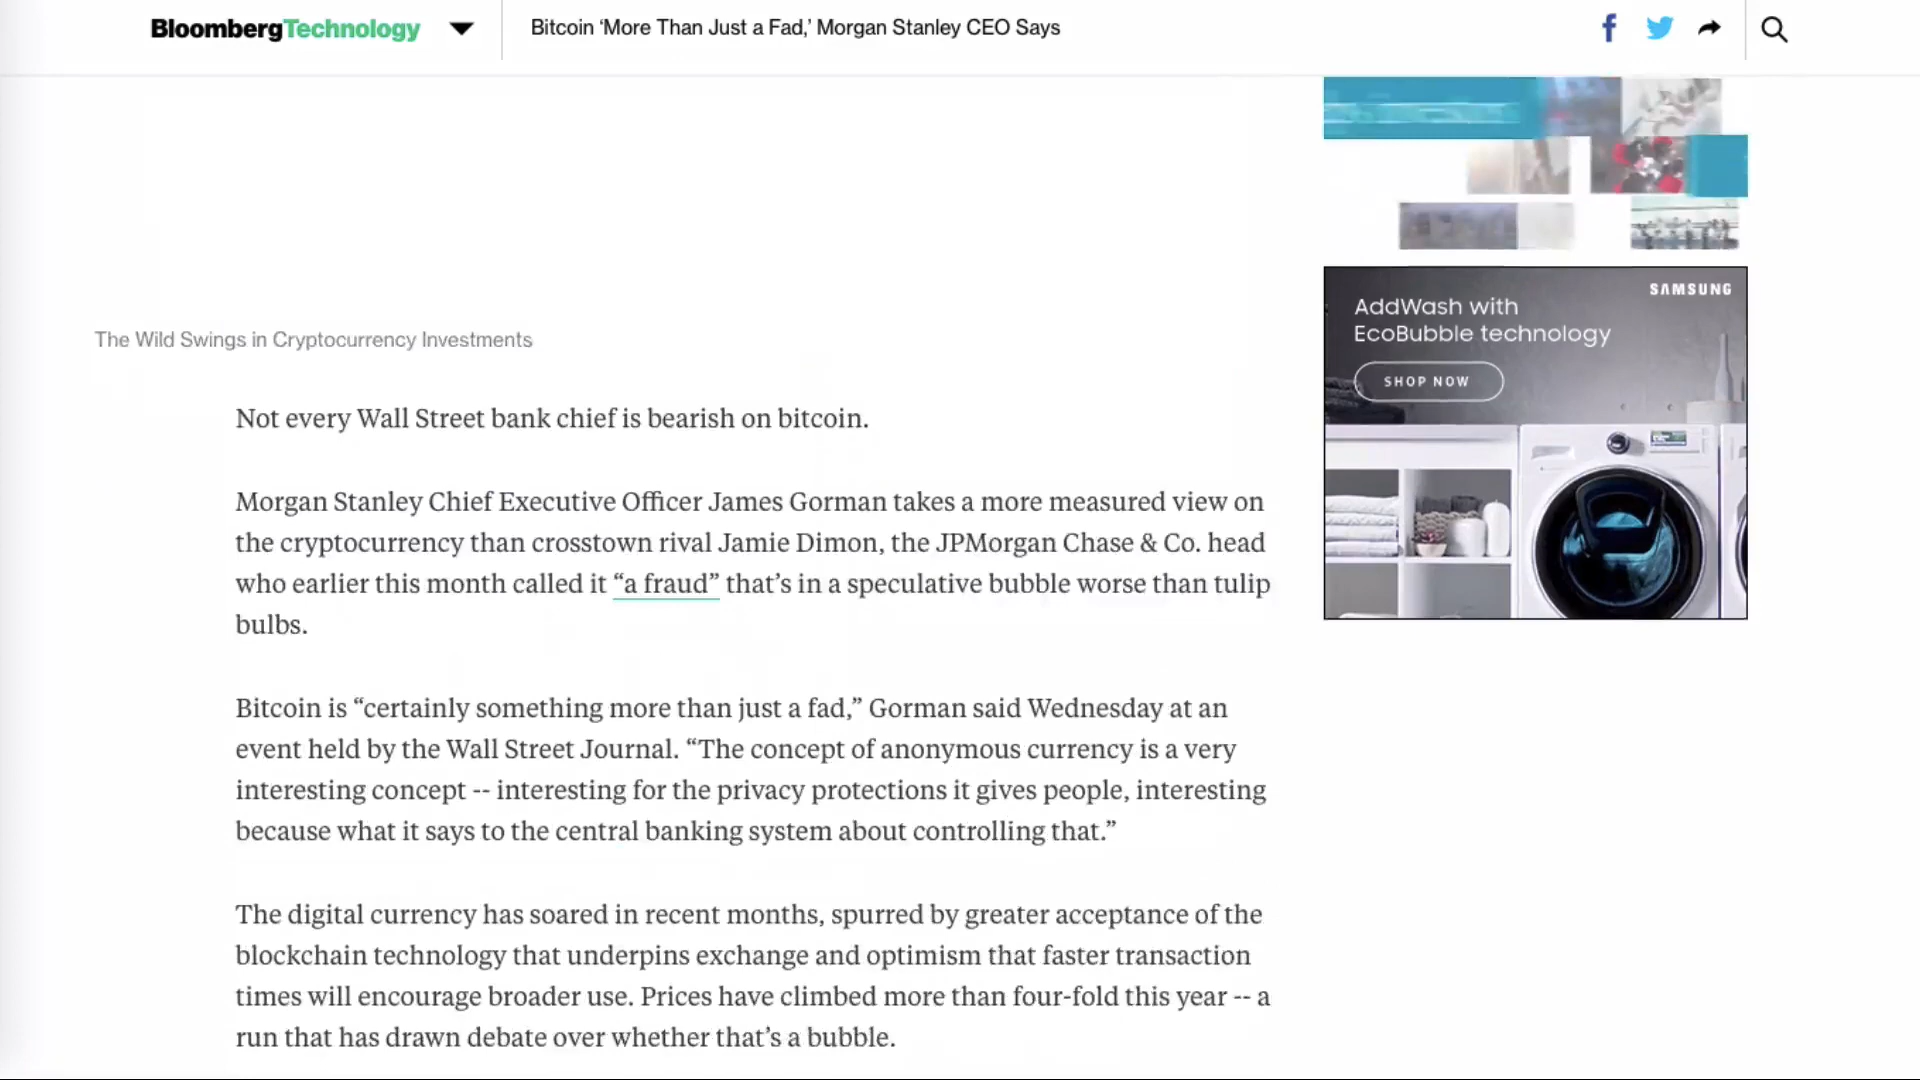 BloombergTechnology
Bitcoin ‘More Than Just a Fad,’ Morgan Stanley CEO Says
SAMSUNG
AddWash with
EcoBubble technology
SHOP NOW
The Wild Swings in Cryptocurrency Investments
Not every Wall Street bank chief is bearish on bitcoin.
Morgan Stanley Chief Executive Officer James Gorman takes a more measured view on
the cryptocurrency than crosstown rival Jamie Dimon, the JPMorgan Chase & Co. head
who earlier this month called it “a fraud” that’s in a speculative bubble worse than tulip
bulbs.
Bitcoin is “certainly something more than just a fad,” Gorman said Wednesday at an
event held by the Wall Street Journal. “The concept of anonymous currency is a very
interesting concept -- interesting for the privacy protections it gives people, interesting
because what it says to the central banking system about controlling that.”
The digital currency has soared in recent months, spurred by greater acceptance of the
blockchain technology that underpins exchange and optimism that faster transaction
times will encourage broader use. Prices have climbed more than four-fold this year -- a
run that has drawn debate over whether that’s a bubble.